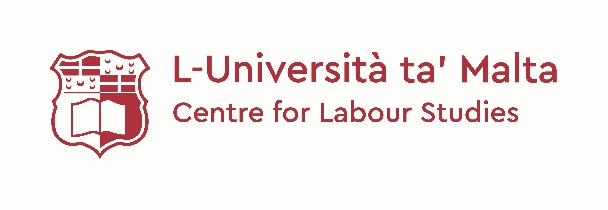 L-Università ta' Malta
Centre for Labour Studies